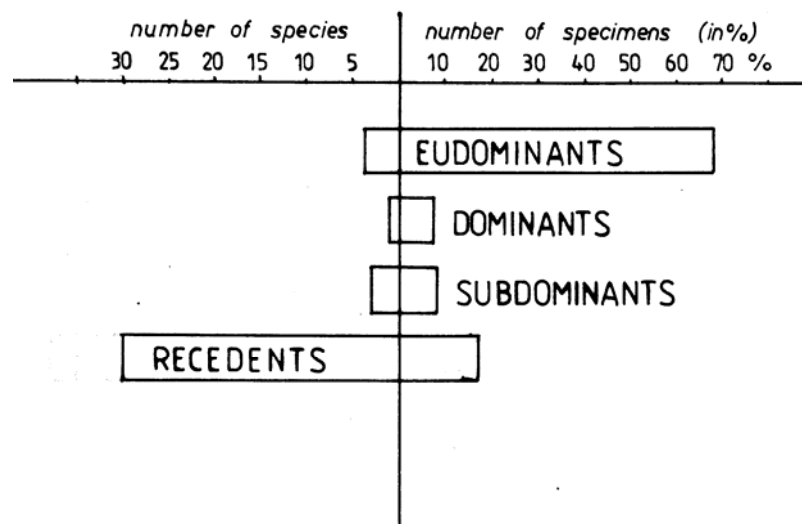 number of species number of specimens (in%)
30 25 20 15 10 5 10 20 30 40 50 60 70 %
EUDOMINANTS
DOMINANTS
SUBDOMINANTS
RECEDENTS